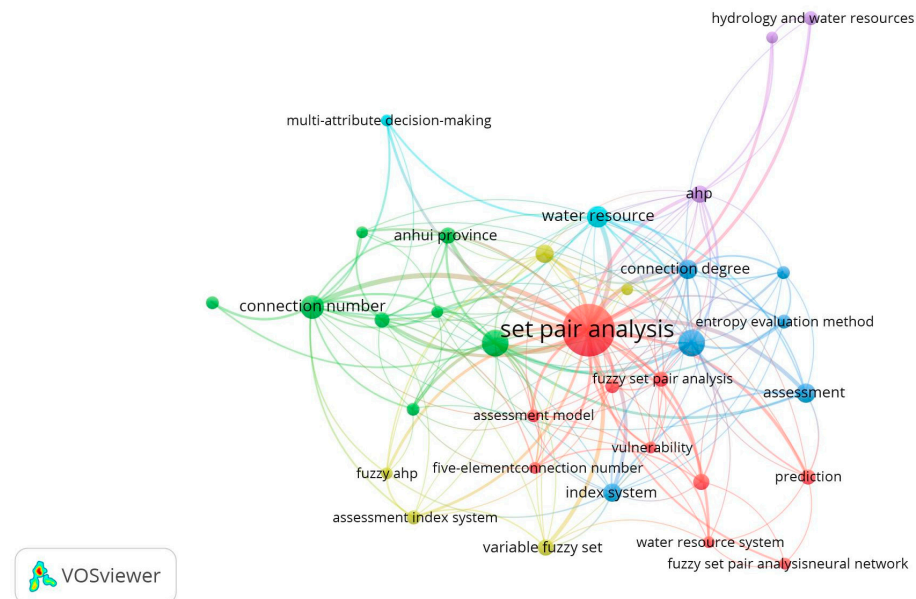 hydrology and water resources
multi-attribute decision-making
ahp
water resource
anhui province
connection degree
connection number
entropy evaluation method
set pair analysis
fuzzy set pair analysis
assessment
assessment model
vulnerability
five-elementconnection number
fuzzy ahp
prediction
index system
assessment index system
variable fuzzy set
water resource system
fuzzy set pair analysisneural network
VOSviewer